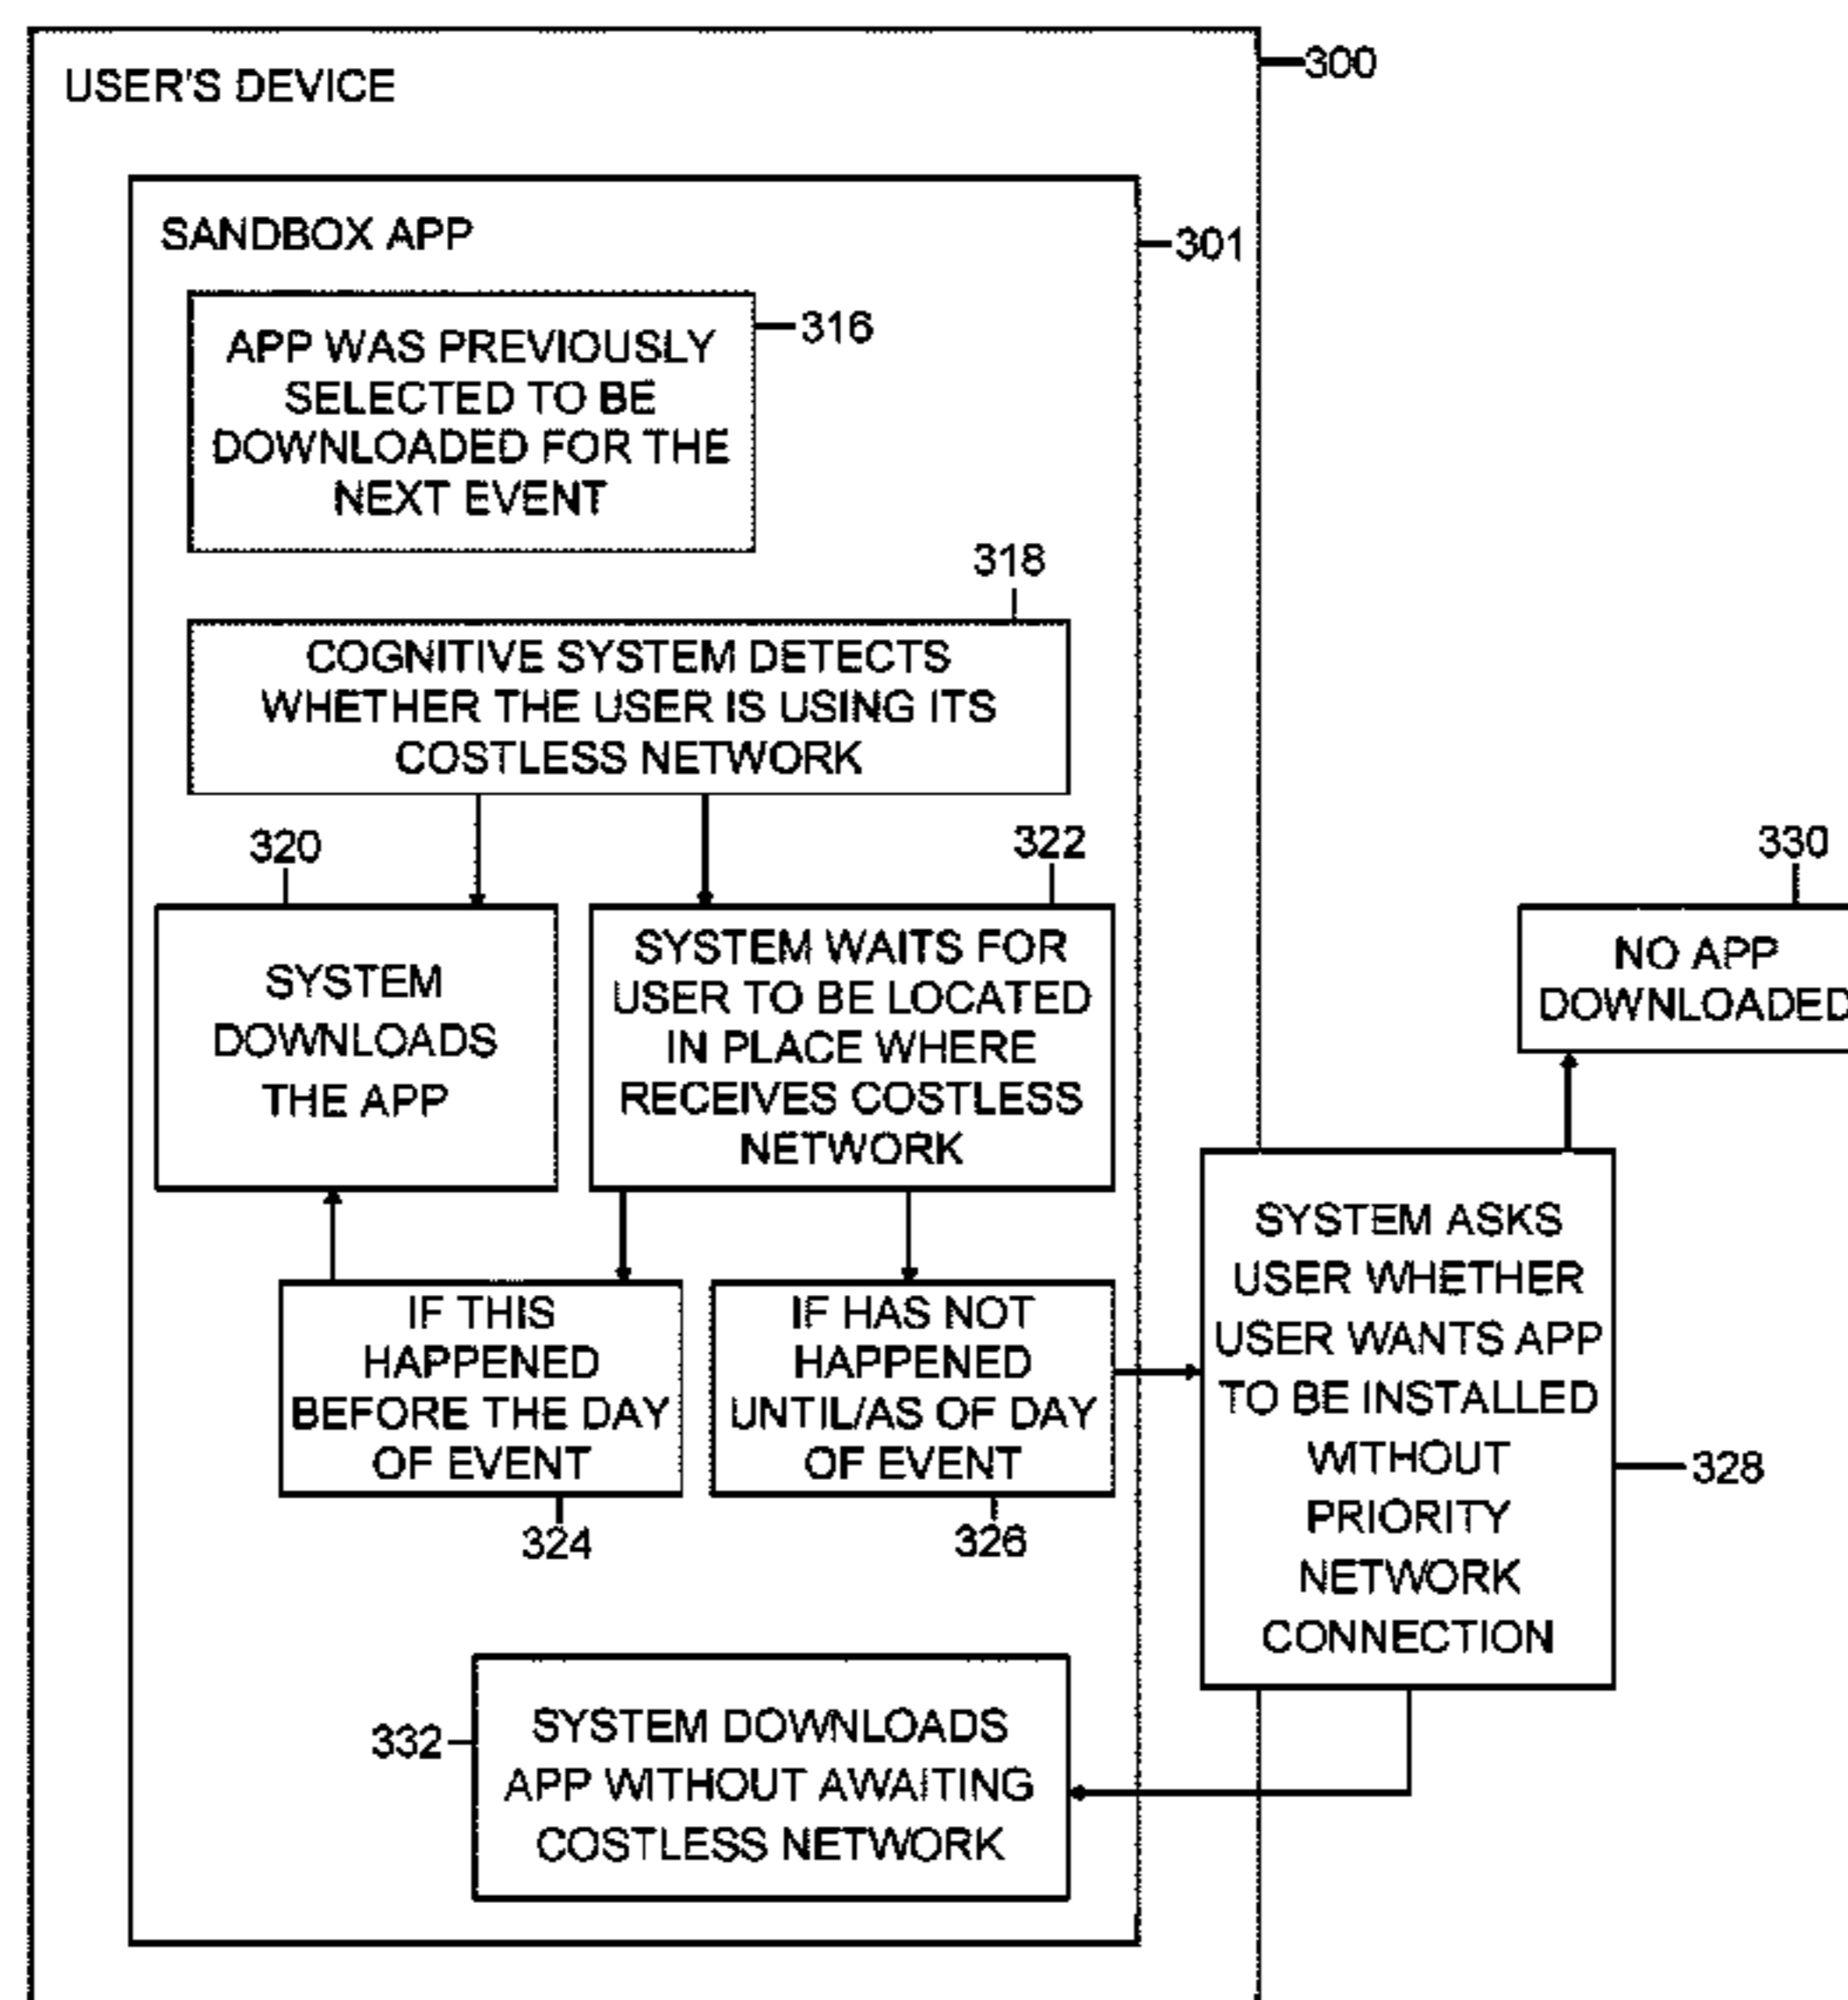 USER'S DEVICE
300
SANDBOX APP
301
APP WAS PREVIOUSLY
SELECTED TO BE
DOWNLOADED FOR THE
NEXT EVENT
316
318
COGNITIVE SYSTEM DETECTS
WHETHER THE USER IS USING ITS
COSTLESS NETWORK
320
322
330
SYSTEM
DOWNLOADS
THE APP
SYSTEM WAITS FOR
USER TO BE LOCATED
IN PLACE WHERE
RECEIVES COSTLESS
NETWORK
NO APP
DOWNLOADED
IF THIS
HAPPENED
BEFORE THE DAY
OF EVENT
324
IF HAS NOT
HAPPENED
UNTIL/AS OF DAY
OF EVENT
326
SYSTEM ASKS
USER WHETHER
USER WANTS APP
TO BE INSTALLED
WITHOUT
PRIORITY
NETWORK
CONNECTION
328
332
SYSTEM DOWNLOADS
APP WITHOUT AWAITING
COSTLESS NETWORK